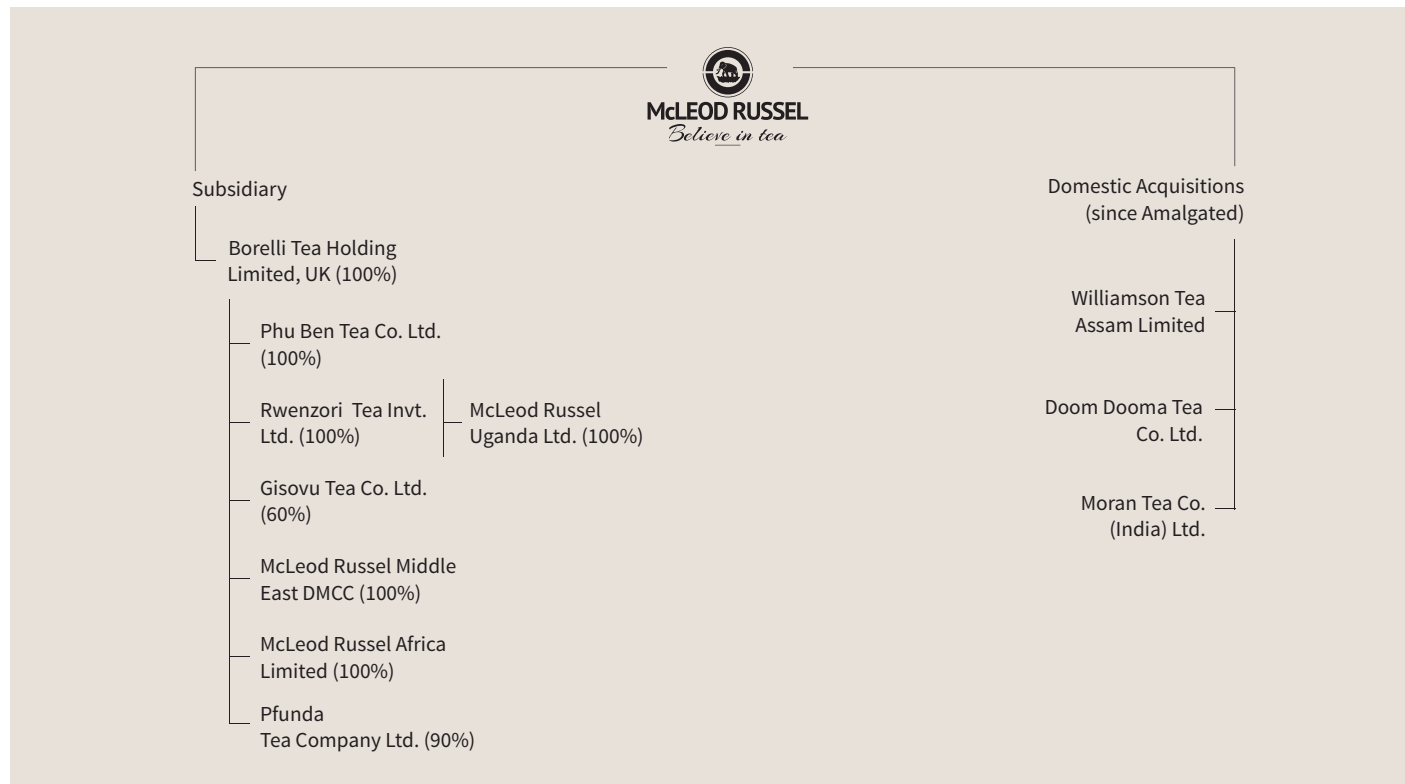 McLEOD RUSSEL
Believe in tea
Subsidiary
Borelli Tea Holding
Limited, UK (100%)
Phu Ben Tea Co. Ltd.
(100%)
Rwenzori  Tea Invt.
Ltd. (100%)
McLeod Russel
Uganda Ltd. (100%)
Gisovu Tea Co. Ltd.
(60%)
McLeod Russel Middle
East DMCC (100%)
McLeod Russel Africa
Limited (100%)
Pfunda
Tea Company Ltd. (90%)
Domestic Acquisitions
(since Amalgated)
Williamson Tea
Assam Limited
Doom Dooma Tea
Co. Ltd.
Moran Tea Co.
(India) Ltd.